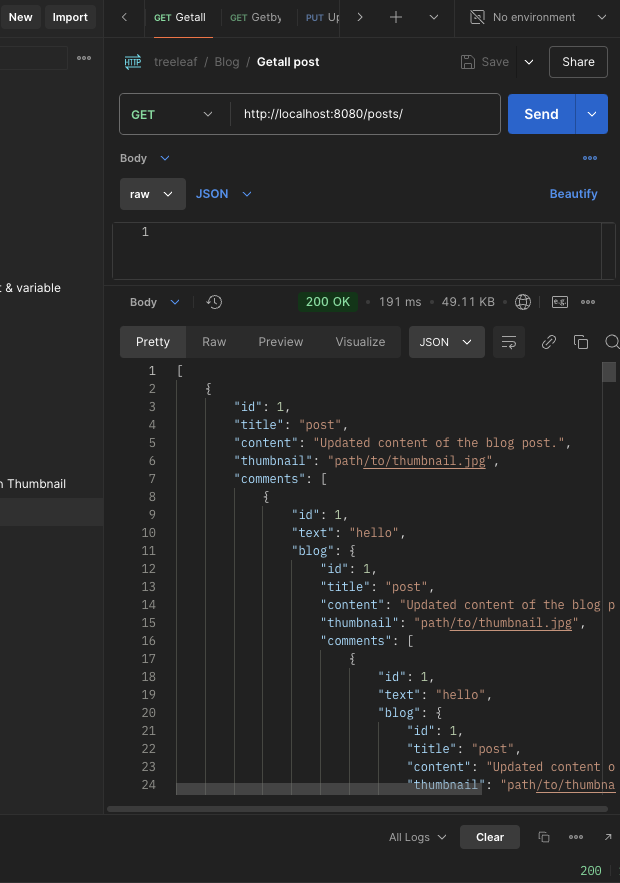 New Import GET Getall GET Getby PUT Up No environment
HTTP treeleaf / Blog / Getall post Save Share
GET http://localhost:8080/posts/ Send
Body
raw JSON Beautify
1
t & variable
Body 200 OK • 191 ms • 49.11 KB • e.g.
Pretty Raw Preview Visualize JSON
1 [
2 {
3 "id": 1,
4 "title": "post",
5 "content": "Updated content of the blog post.",
6 "thumbnail": "path/to/thumbnail.jpg",
7 "comments": [
n Thumbnail
8 {
9 "id": 1,
10 "text": "hello",
11 "blog": {
12 "id": 1,
13 "title": "post",
14 "content": "Updated content of the blog p
15 "thumbnail": "path/to/thumbnail.jpg",
16 "comments": [
17 {
18 "id": 1,
19 "text": "hello",
20 "blog": {
21 "id": 1,
22 "title": "post",
23 "content": "Updated content o
24 "thumbnail": "path/to/thumbna
All Logs Clear
200